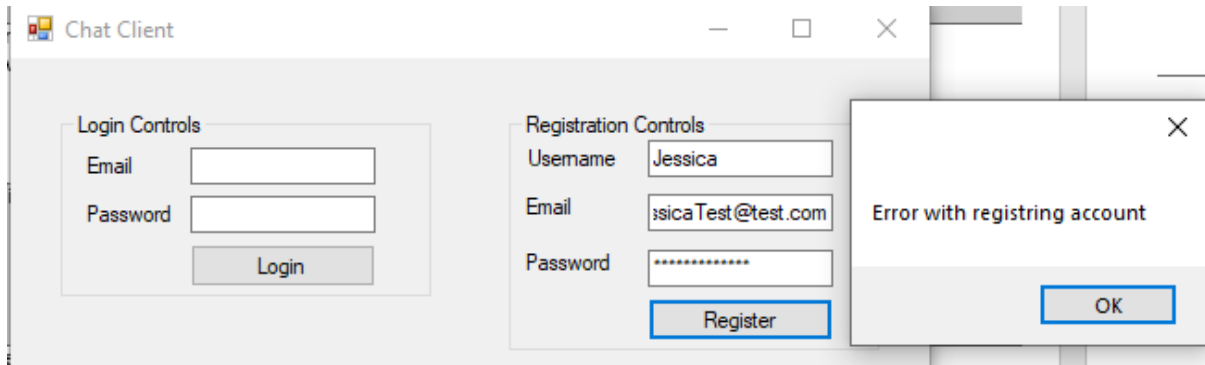 Chat Client
Login Controls
Email
Password
Login
Registration Controls
Username Jessica
Email ssicaTest@test.com
Password *************
Register
Error with registring account
OK